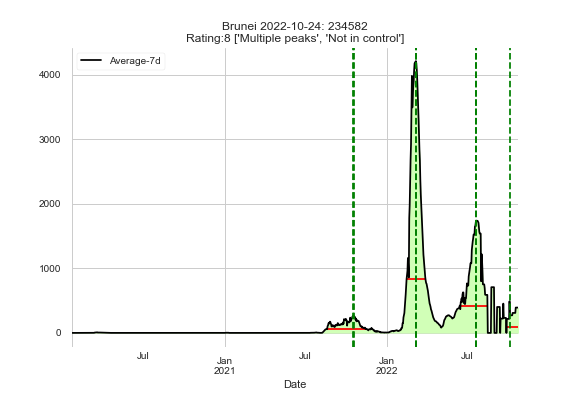 Brunei 2022-10-24: 234582
Rating:8 ['Multiple peaks', 'Not in control']
Average-7d
4000
3000
2000
1000
0
Jul
Jan
2021
Jul
Jan
2022
Jul
Date